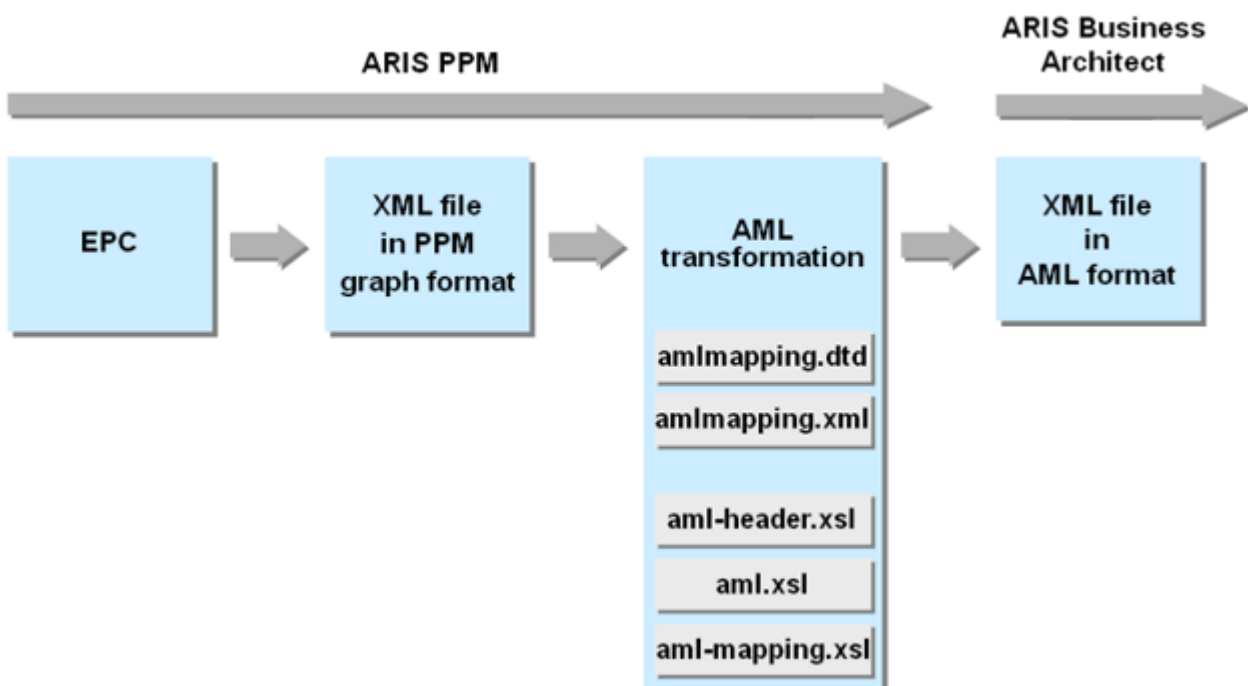 ARIS PPM
ARIS Business
Architect
EPC
XML file
in PPM
graph format
AML
transformation
amlmapping.dtd
amlmapping.xml
aml-header.xsl
aml.xsl
aml-mapping.xsl
XML file
in
AML format